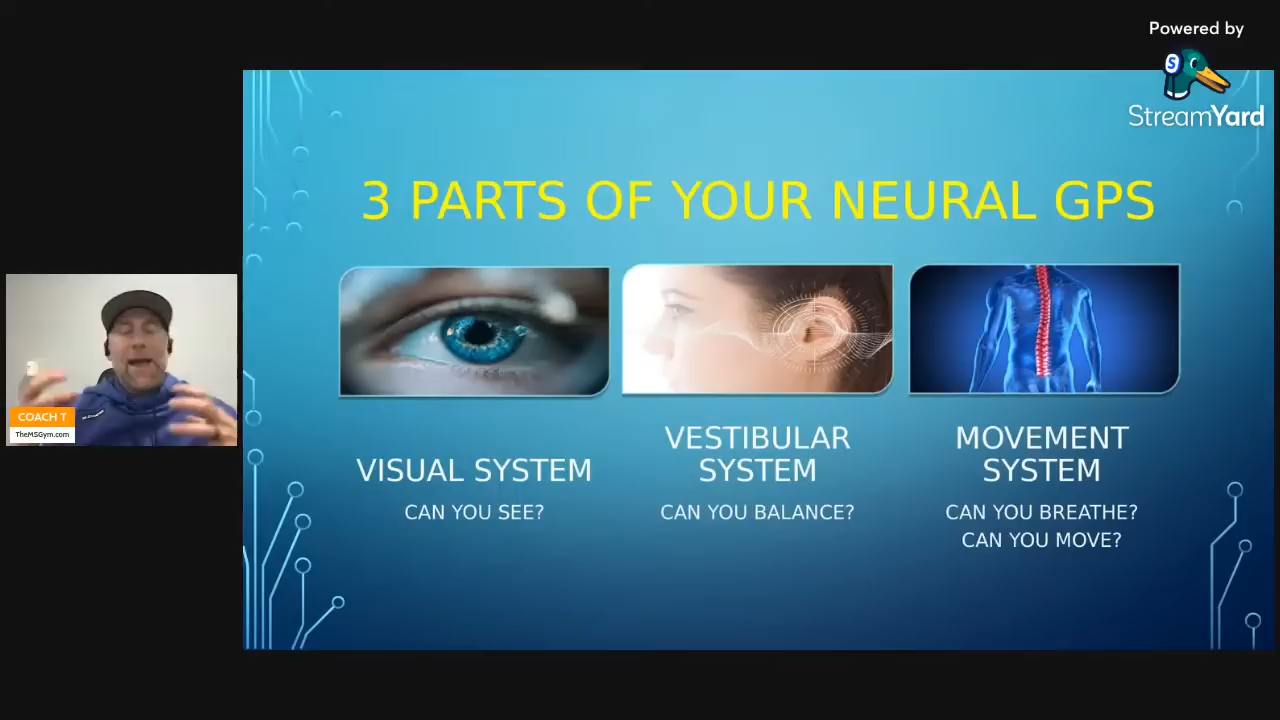 Powered by
StreamYard
3 PARTS OF YOUR NEURAL GPS
VISUAL SYSTEM
CAN YOU SEE?
VESTIBULAR
SYSTEM
CAN YOU BALANCE?
MOVEMENT
SYSTEM
CAN YOU BREATHE?
CAN YOU MOVE?
COACH T
TheMSGym.com